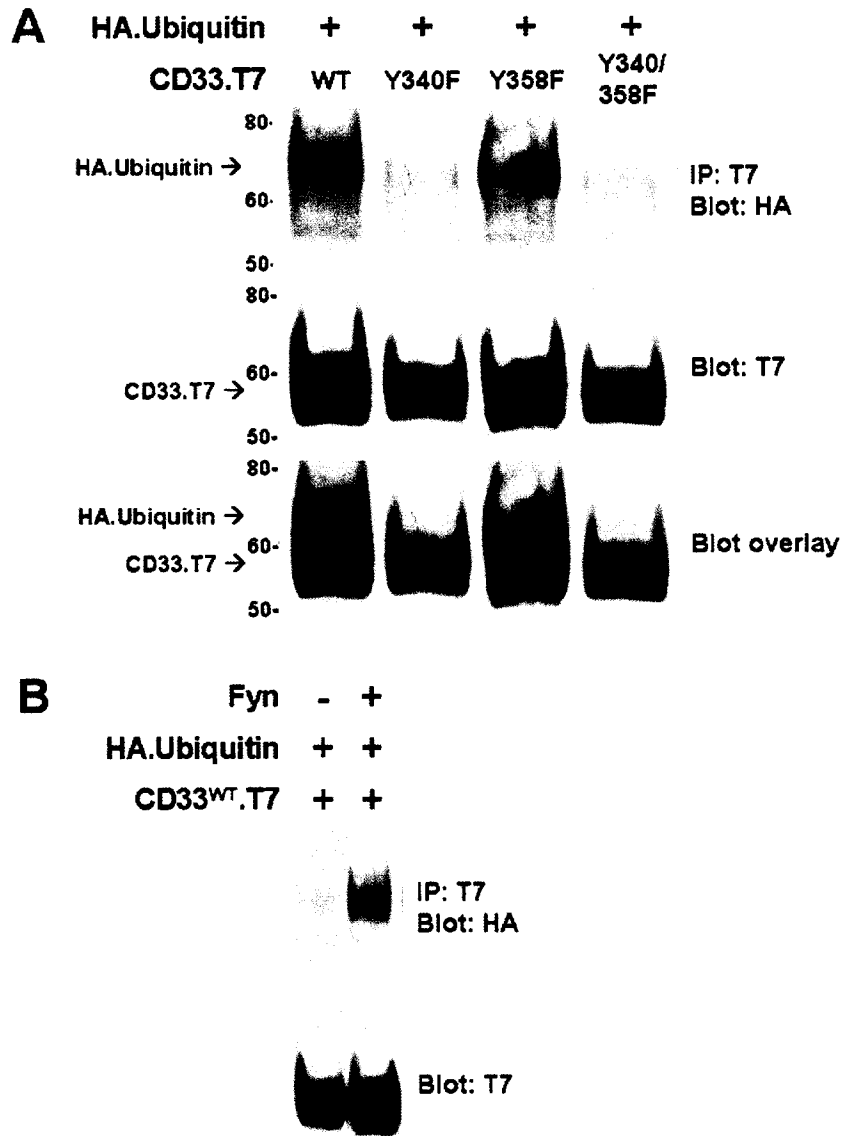 A
HA.Ubiquitin + + + +
CD33.T7 WT Y340F Y358F Y340/
358F
80-
HA.Ubiquitin →
60-
IP: T7
Blot: HA
50-
80-
60-
Blot: T7
CD33.T7 →
50-
80-
HA.Ubiquitin →
60-
Blot overlay
CD33.T7 →
50-
B
Fyn - +
HA.Ubiquitin + +
CD33ᵂᵀ.T7 + +
IP: T7
Blot: HA
Blot: T7